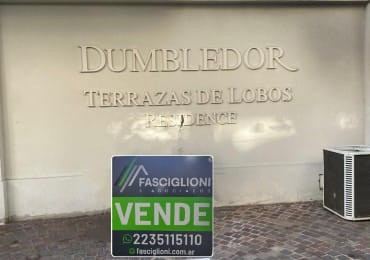 DUMBLEDOR
TERRAZAS DE LOBOS
RESIDENCE
FASCIGLIONI
& ASOCIADOS
VENDE
2235115110
fasciglioni.com.ar